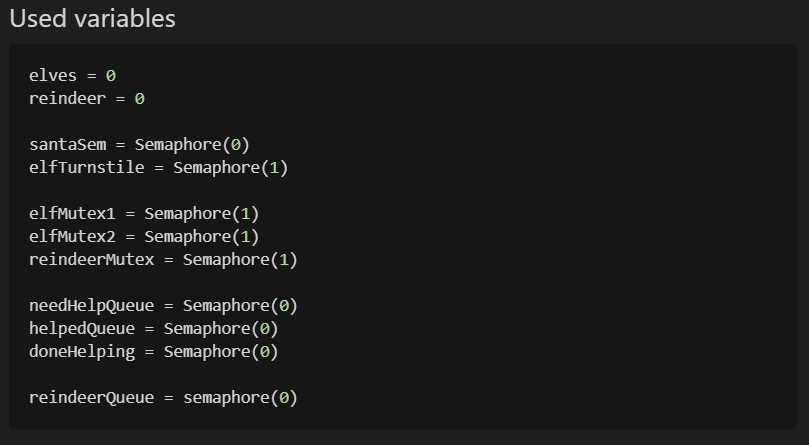 Used variables
elves = 0
reindeer = 0
santaSem = Semaphore(0)
elfTurnstile = Semaphore(1)
elfMutex1 = Semaphore(1)
elfMutex2 = Semaphore(1)
reindeerMutex = Semaphore(1)
needHelpQueue = Semaphore(0)
helpedQueue = Semaphore(0)
doneHelping = Semaphore(0)
reindeerQueue = semaphore(0)